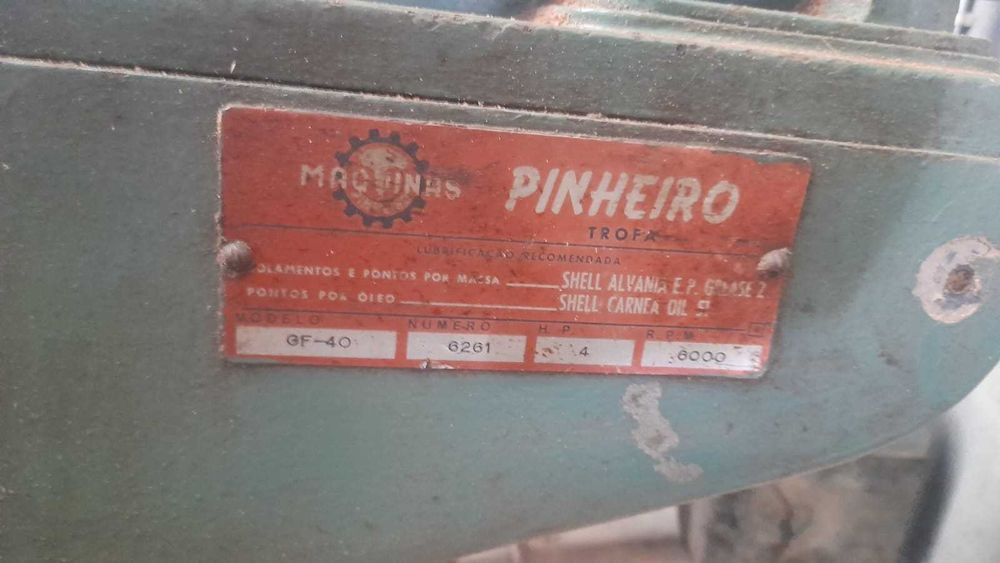 MAQUINAS PINHEIRO
TROFA
LUBRIFICAÇÃO RECOMENDADA
ROLAMENTOS E PONTOS POR MASSA SHELL ALVANIA E.P. GREASE 2
PONTOS POR ÓLEO SHELL CARNEA OIL
MODELO NUMERO H.P. R.P.M.
GF-40 6261 4 6000